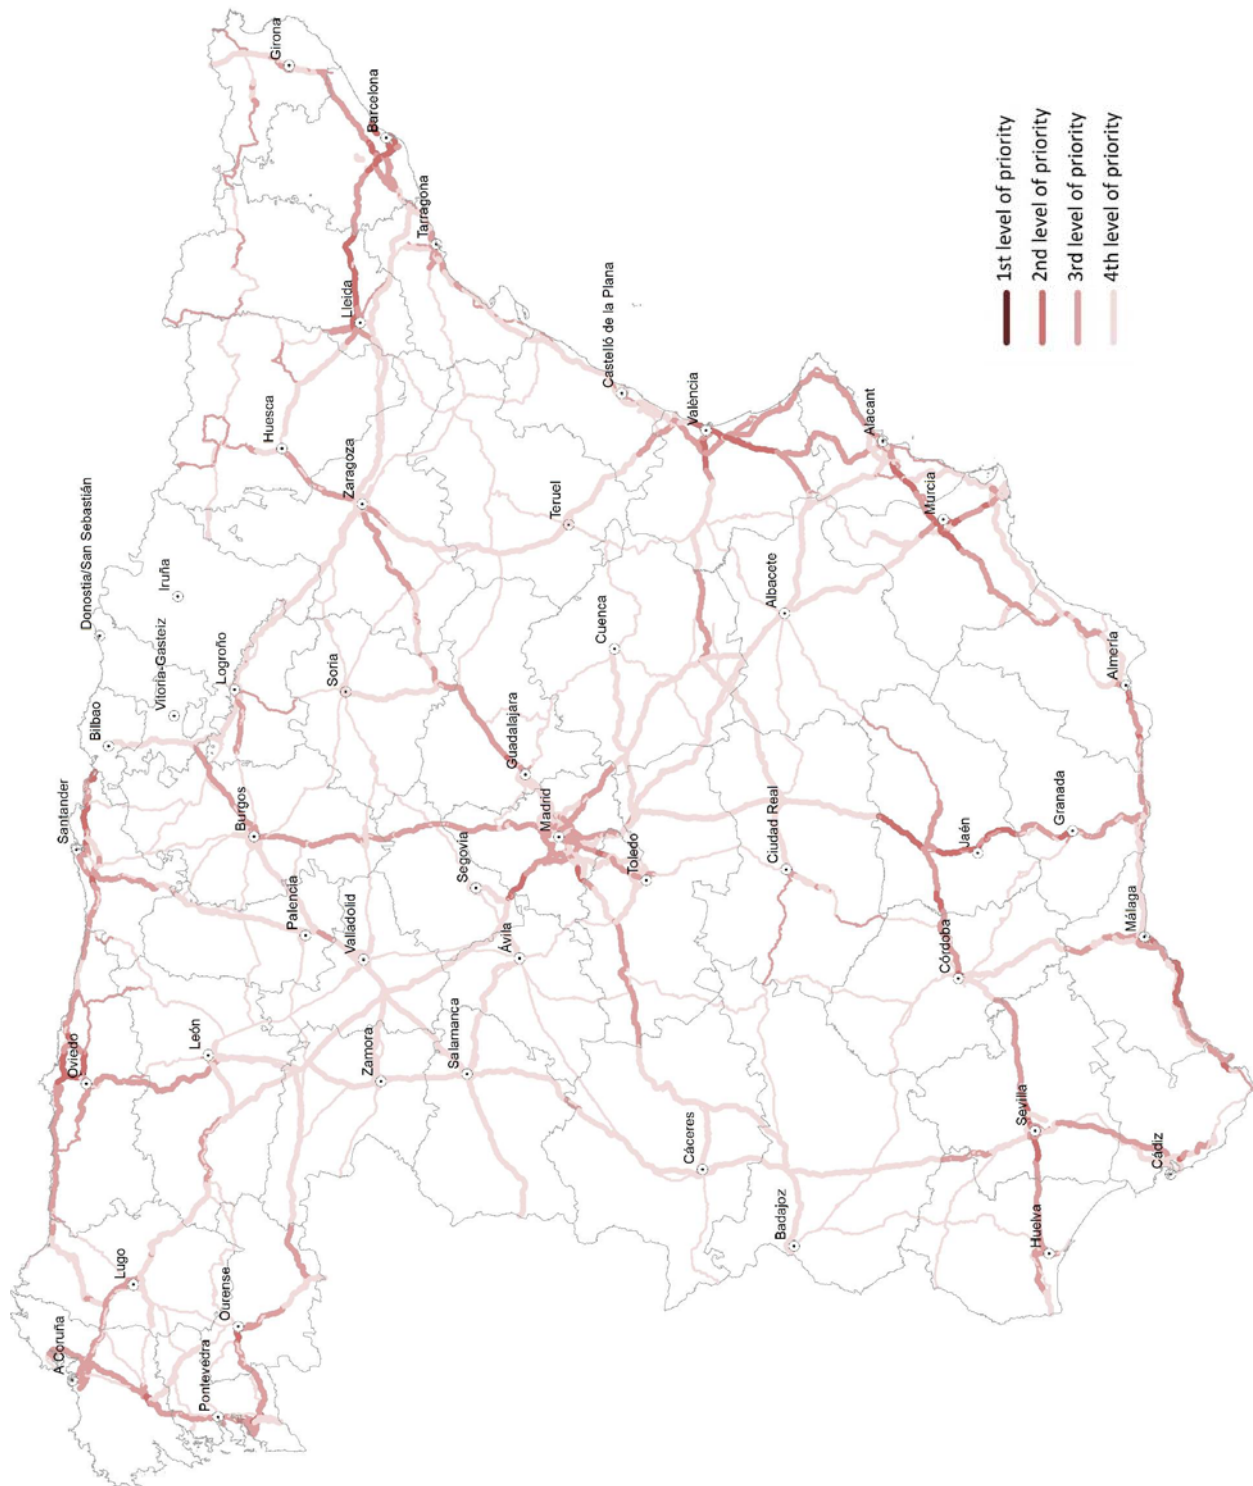 A Coruña
Lugo
Pontevedra
Ourense
Oviedo
León
Santander
Bilbao
Donostia/San Sebastián
Vitoria-Gasteiz
Iruña
Logroño
Burgos
Palencia
Valladolid
Zamora
Salamanca
Soria
Huesca
Zaragoza
Lleida
Girona
Barcelona
Tarragona
Segovia
Ávila
Madrid
Guadalajara
Teruel
Cuenca
Toledo
Castelló de la Plana
València
Cáceres
Badajoz
Ciudad Real
Albacete
Alacant
Murcia
Córdoba
Jaén
Huelva
Sevilla
Granada
Almería
Málaga
Cádiz
1st level of priority
2nd level of priority
3rd level of priority
4th level of priority